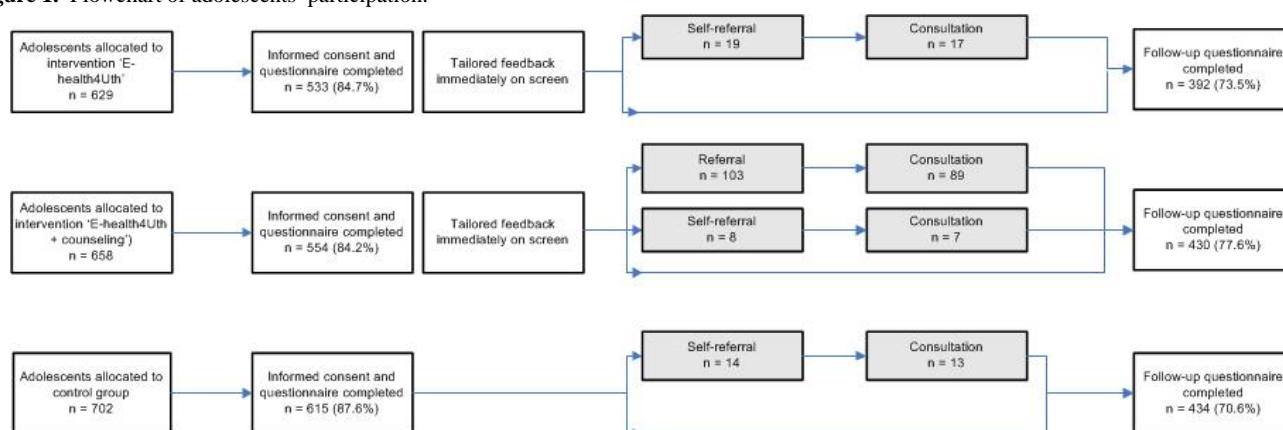 gure 1. Flowchart of adolescents' participation.
Adolescents allocated to
intervention 'E-
health4Uth'
n = 629
Informed consent and
questionnaire completed
n = 533 (84.7%)
Tailored feedback
immediately on screen
Self-referral
n = 19
Consultation
n = 17
Follow-up questionnaire
completed
n = 392 (73.5%)
Adolescents allocated to
intervention 'E-health4Uth
+ counseling')
n = 658
Informed consent and
questionnaire completed
n = 554 (84.2%)
Tailored feedback
immediately on screen
Referral
n = 103
Consultation
n = 89
Self-referral
n = 8
Consultation
n = 7
Follow-up questionnaire
completed
n = 430 (77.6%)
Adolescents allocated to
control group
n = 702
Informed consent and
questionnaire completed
n = 615 (87.6%)
Self-referral
n = 14
Consultation
n = 13
Follow-up questionnaire
completed
n = 434 (70.6%)